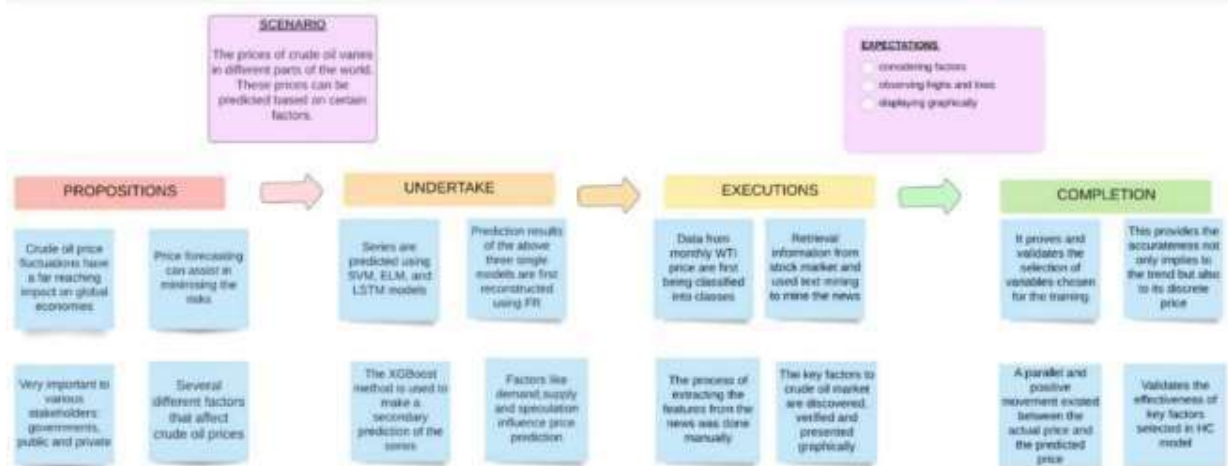 SCENARIO
The prices of crude oil varies
in different parts of the world.
These prices can be
predicted based on certain
factors.
EXPECTATIONS
considering factors
observing highs and lows
displaying graphically
PROPOSITIONS
UNDERTAKE
EXECUTIONS
COMPLETION
Crude oil price
fluctuations have
a far reaching
impact on global
economies
Price forecasting
can assist in
minimising the
risks
Series are
predicted using
SVM, ELM, and
LSTM models
Prediction results
of the above
three single
models are first
reconstructed
using FR
Data from
monthly WTI
price are first
being classified
into classes
Retrieval
information from
stock market and
used text mining
to mine the news
It proves and
validates the
selection of
variables chosen
for the training
This provides the
accurateness not
only implies to
the trend but also
to its discrete
price
Very important to
various
stakeholders:
governments,
public and private
Several
different factors
that affect
crude oil prices
The XGBoost
method is used to
make a
secondary
prediction of the
series
Factors like
demand,supply
and speculation
influence price
prediction
The process of
extracting the
features from the
news was done
manually
The key factors to
crude oil market
are discovered,
verified and
presented
graphically
A parallel and
positive
movement existed
between the
actual price and
the predicted
price
Validates the
effectiveness of
key factors
selected in HC
model